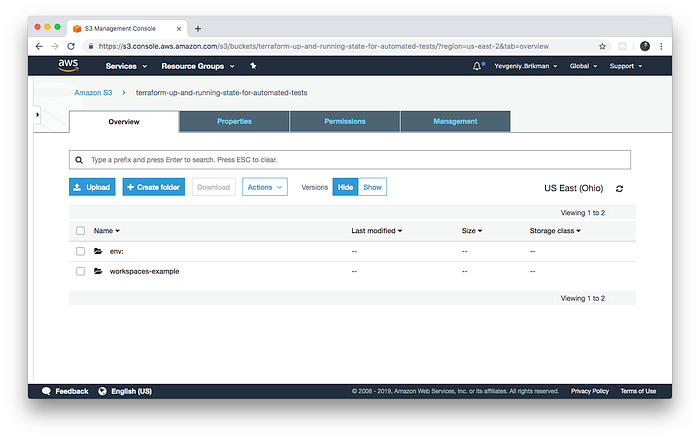 S3 Management Console
https://s3.console.aws.amazon.com/s3/buckets/terraform-up-and-running-state-for-automated-tests/?region=us-east-2&tab=overview
aws Services Resource Groups Yevgeniy.Brikman Global Support
Amazon S3 > terraform-up-and-running-state-for-automated-tests
Overview Properties Permissions Management
Type a prefix and press Enter to search. Press ESC to clear.
Upload + Create folder Download Actions Versions Hide Show US East (Ohio)
Viewing 1 to 2
Name Last modified Size Storage class
env: -- -- --
workspaces-example -- -- --
Viewing 1 to 2
Feedback English (US) © 2008 - 2019, Amazon Web Services, Inc. or its affiliates. All rights reserved. Privacy Policy Terms of Use